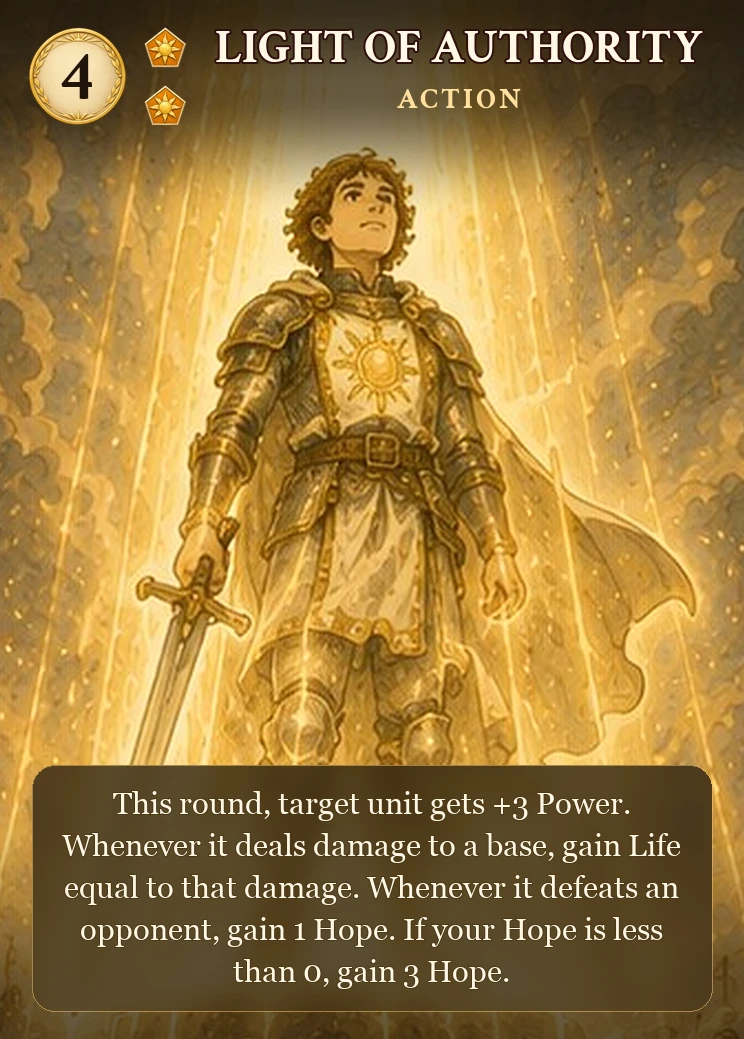 4
LIGHT OF AUTHORITY
ACTION
This round, target unit gets +3 Power.
Whenever it deals damage to a base, gain Life
equal to that damage. Whenever it defeats an
opponent, gain 1 Hope. If your Hope is less
than 0, gain 3 Hope.